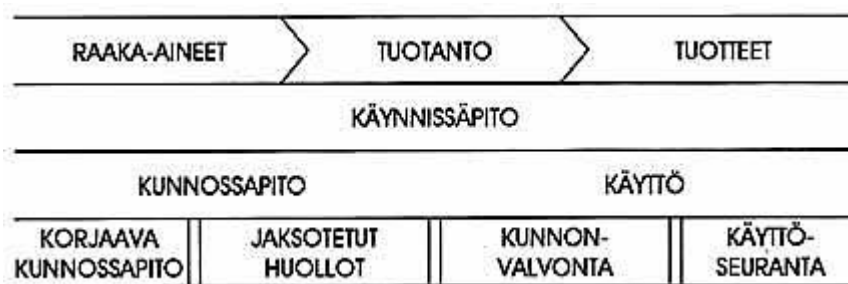 RAAKA-AINEET TUOTANTO TUOTTEET
KÄYNNISSÄPITO
KUNNOSSAPITO KÄYTTÖ
KORJAAVA KUNNOSSAPITO
JAKSOTETUT HUOLLOT
KUNNON-
VALVONTA
KÄYTTÖ-
SEURANTA